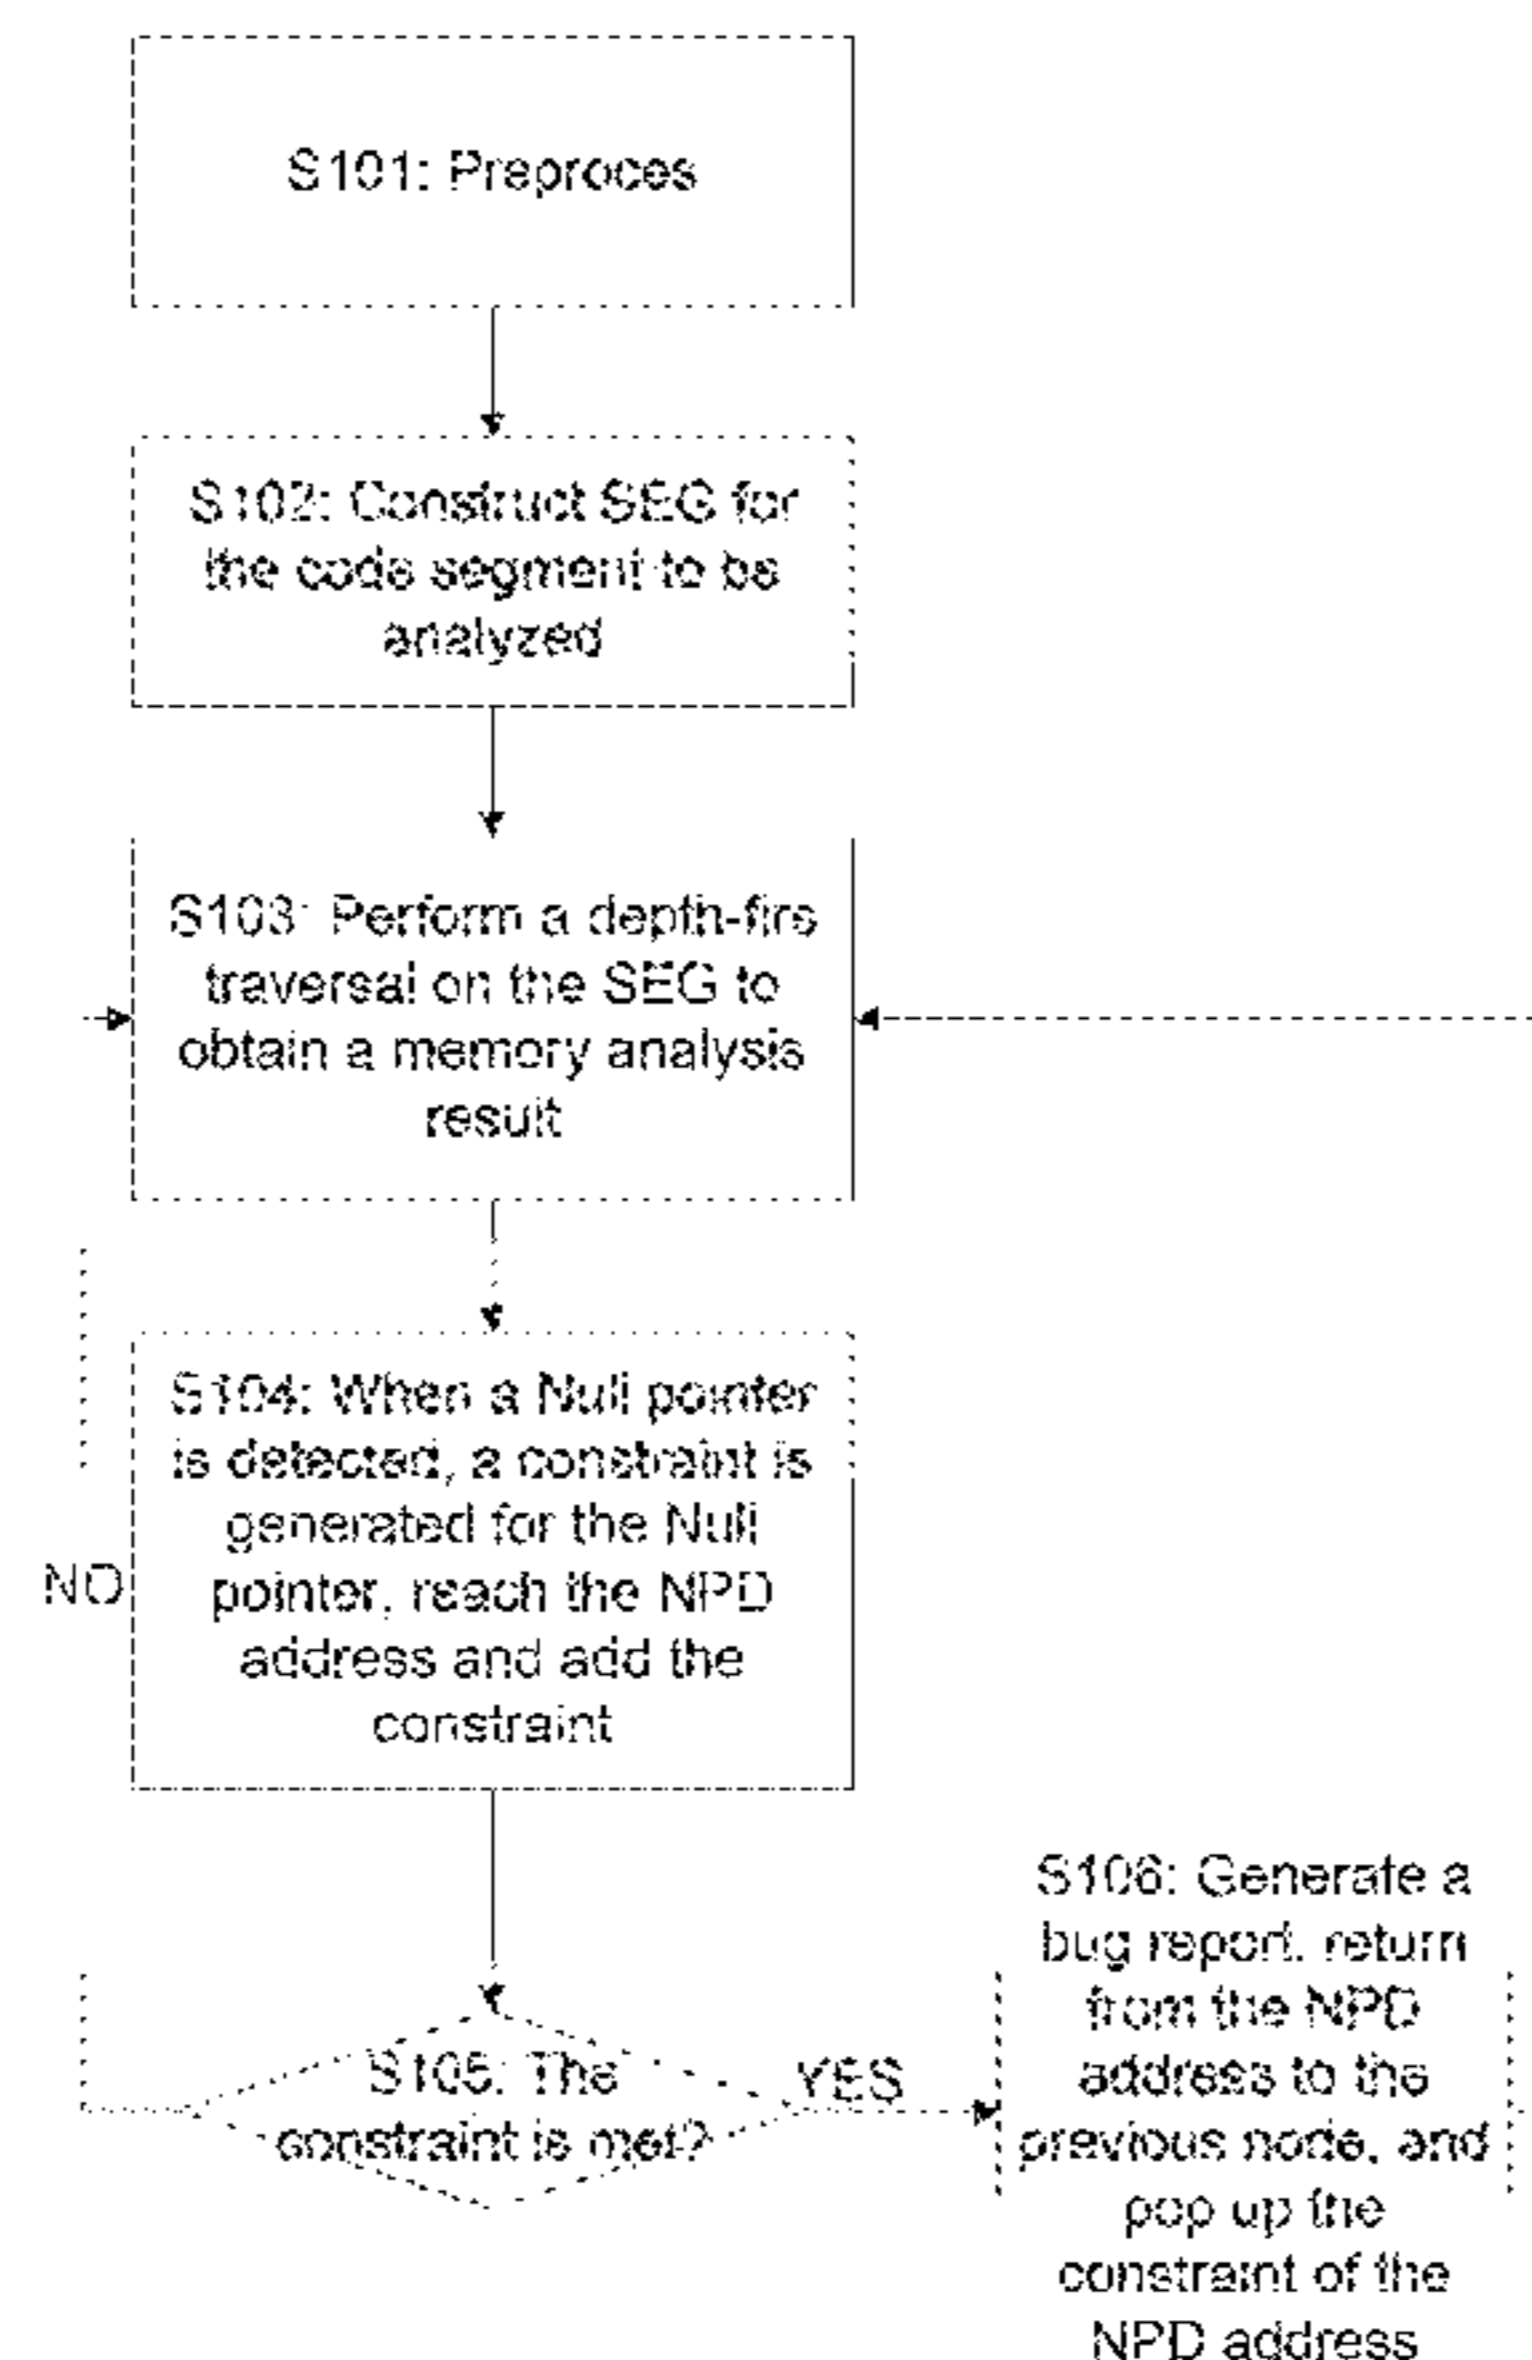 S101: Preproces
S102: Construct SEG for
the code segment to be
analyzed
S103: Perform a depth-firs
traversal on the SEG to
obtain a memory analysis
result
S104: When a Null pointer
is detected, a constraint is
generated for the Null
pointer, reach the NPD
address and add the
constraint
NO
S105: The
constraint is met?
YES
S106: Generate a
bug report, return
from the NPD
address to the
previous node, and
pop up the
constraint of the
NPD address